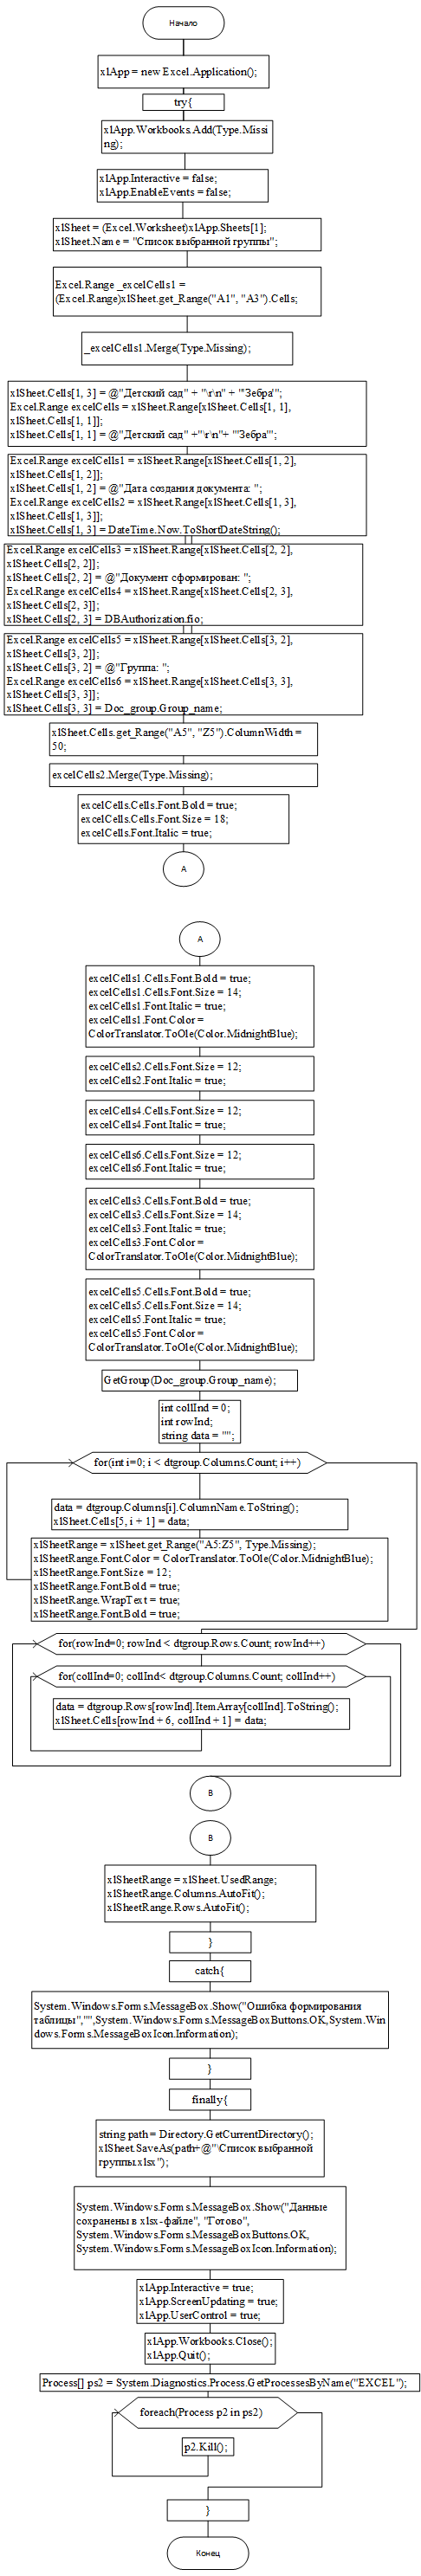 Начало
xlApp = new Excel.Application();
try{
xlApp.Workbooks.Add(Type.Missi
ng);
xlApp.Interactive = false;
xlApp.EnableEvents = false;
xlSheet = (Excel.Worksheet)xlApp.Sheets[1];
xlSheet.Name = "Список выбранной группы";
Excel.Range _excelCells1 =
(Excel.Range)xlSheet.get_Range("A1", "A3").Cells;
_excelCells1.Merge(Type.Missing);
xlSheet.Cells[1, 3] = @"Детский сад" + "\r\n" + "'Зебра'";
Excel.Range excelCells = xlSheet.Range[xlSheet.Cells[1, 1],
xlSheet.Cells[1, 1]];
xlSheet.Cells[1, 1] = @"Детский сад" +"\r\n"+ "'Зебра'";
Excel.Range excelCells1 = xlSheet.Range[xlSheet.Cells[1, 2],
xlSheet.Cells[1, 2]];
xlSheet.Cells[1, 2] = @"Дата создания документа: ";
Excel.Range excelCells2 = xlSheet.Range[xlSheet.Cells[1, 3],
xlSheet.Cells[1, 3]];
xlSheet.Cells[1, 3] = DateTime.Now.ToShortDateString();
Excel.Range excelCells3 = xlSheet.Range[xlSheet.Cells[2, 2],
xlSheet.Cells[2, 2]];
xlSheet.Cells[2, 2] = @"Документ сформирован: ";
Excel.Range excelCells4 = xlSheet.Range[xlSheet.Cells[2, 3],
xlSheet.Cells[2, 3]];
xlSheet.Cells[2, 3] = DBAuthorization.fio;
Excel.Range excelCells5 = xlSheet.Range[xlSheet.Cells[3, 2],
xlSheet.Cells[3, 2]];
xlSheet.Cells[3, 2] = @"Группа: ";
Excel.Range excelCells6 = xlSheet.Range[xlSheet.Cells[3, 3],
xlSheet.Cells[3, 3]];
xlSheet.Cells[3, 3] = Doc_group.Group_name;
xlSheet.Cells.get_Range("A5", "Z5").ColumnWidth =
50;
excelCells2.Merge(Type.Missing);
excelCells.Cells.Font.Bold = true;
excelCells.Cells.Font.Size = 18;
excelCells.Font.Italic = true;
A
A
excelCells1.Cells.Font.Bold = true;
excelCells1.Cells.Font.Size = 14;
excelCells1.Font.Italic = true;
excelCells1.Font.Color =
ColorTranslator.ToOle(Color.MidnightBlue);
excelCells2.Cells.Font.Size = 12;
excelCells2.Font.Italic = true;
excelCells4.Cells.Font.Size = 12;
excelCells4.Font.Italic = true;
excelCells6.Cells.Font.Size = 12;
excelCells6.Font.Italic = true;
excelCells3.Cells.Font.Bold = true;
excelCells3.Cells.Font.Size = 14;
excelCells3.Font.Italic = true;
excelCells3.Font.Color =
ColorTranslator.ToOle(Color.MidnightBlue);
excelCells5.Cells.Font.Bold = true;
excelCells5.Cells.Font.Size = 14;
excelCells5.Font.Italic = true;
excelCells5.Font.Color =
ColorTranslator.ToOle(Color.MidnightBlue);
GetGroup(Doc_group.Group_name);
int collInd = 0;
int rowInd;
string data = "";
for(int i=0; i < dtgroup.Columns.Count; i++)
data = dtgroup.Columns[i].ColumnName.ToString();
xlSheet.Cells[5, i + 1] = data;
xlSheetRange = xlSheet.get_Range("A5:Z5", Type.Missing);
xlSheetRange.Font.Color = ColorTranslator.ToOle(Color.MidnightBlue);
xlSheetRange.Font.Size = 12;
xlSheetRange.Font.Bold = true;
xlSheetRange.WrapText = true;
xlSheetRange.Font.Bold = true;
for(rowInd=0; rowInd < dtgroup.Rows.Count; rowInd++)
for(collInd=0; collInd< dtgroup.Columns.Count; collInd++)
data = dtgroup.Rows[rowInd].ItemArray[collInd].ToString();
xlSheet.Cells[rowInd + 6, collInd + 1] = data;
B
B
xlSheetRange = xlSheet.UsedRange;
xlSheetRange.Columns.AutoFit();
xlSheetRange.Rows.AutoFit();
}
catch{
System.Windows.Forms.MessageBox.Show("Ошибка формирования
таблицы","",System.Windows.Forms.MessageBoxButtons.OK,System.Win
dows.Forms.MessageBoxIcon.Information);
}
finally{
string path = Directory.GetCurrentDirectory();
xlSheet.SaveAs(path+@"\Список выбранной
группы.xlsx");
System.Windows.Forms.MessageBox.Show("Данные
сохранены в xlsx-файле", "Готово",
System.Windows.Forms.MessageBoxButtons.OK,
System.Windows.Forms.MessageBoxIcon.Information);
xlApp.Interactive = true;
xlApp.ScreenUpdating = true;
xlApp.UserControl = true;
xlApp.Workbooks.Close();
xlApp.Quit();
Process[] ps2 = System.Diagnostics.Process.GetProcessesByName("EXCEL");
foreach(Process p2 in ps2)
p2.Kill();
}
Конец